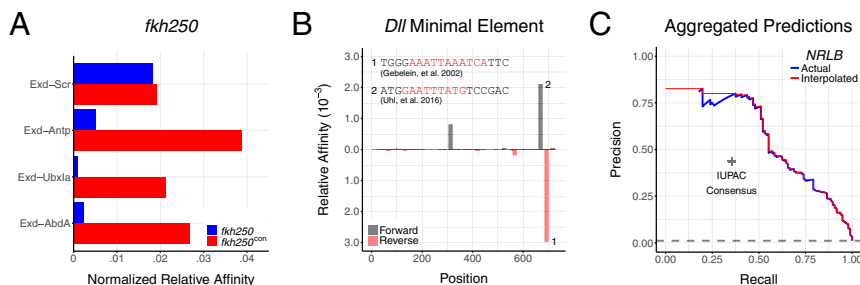 A
fkh250
Exd–Scr
Exd–Antp
Exd–UbxIa
Exd–AbdA
0 .01 .02 .03 .04
Normalized Relative Affinity
fkh250
fkh250con
B
Dll Minimal Element
Relative Affinity (10⁻³)
3.0
2.0
1.0
0.0
1.0
2.0
3.0
1 TGGGAAATTAAATCATTC
(Gebelein, et al. 2002)
2 ATGGAATTTATGTCCGAC
(Uhl, et al. 2016)
2
1
Forward
Reverse
0 200 400 600
Position
C
Aggregated Predictions
NRLB
Actual
Interpolated
Precision
1.00
0.75
0.50
0.25
0.00
IUPAC
Consensus
0.00 0.25 0.50 0.75 1.00
Recall